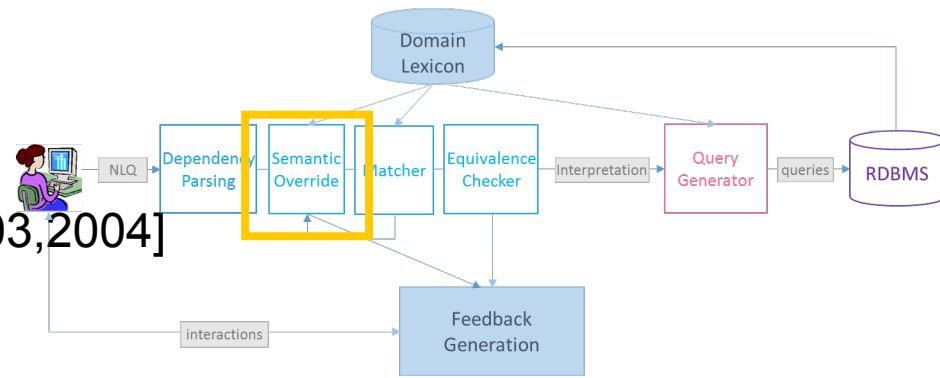 Domain
Lexicon
NLQ
Dependency
Parsing
Semantic
Override
Matcher
Equivalence
Checker
Interpretation
Query
Generator
queries
RDBMS
03,2004]
Feedback
Generation
interactions